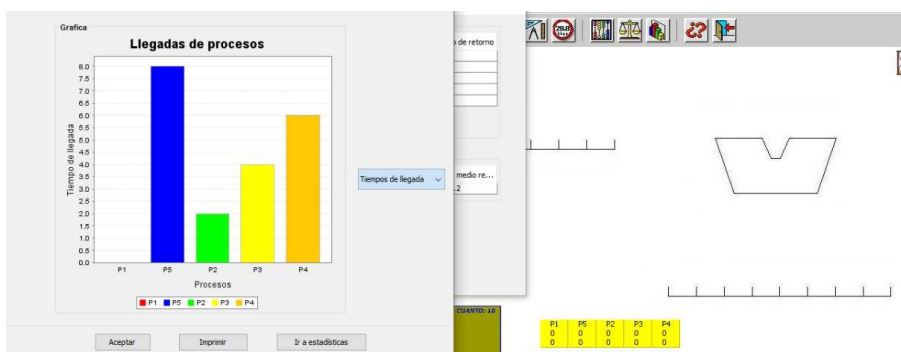 Grafica
Llegadas de procesos
8.0
7.5
7.0
6.5
6.0
5.5
5.0
4.5
4.0
3.5
3.0
2.5
2.0
1.5
1.0
0.5
0.0
Tiempo de llegada
P1 P5 P2 P3 P4
Procesos
P1 P5 P2 P3 P4
Tiempos de llegada
Aceptar Imprimir Ir a estadísticas
o de retorno
medio re...
.2
CUANTO: 10
28.8
P1 P5 P2 P3 P4
0 0 0 0 0
0 0 0 0 0